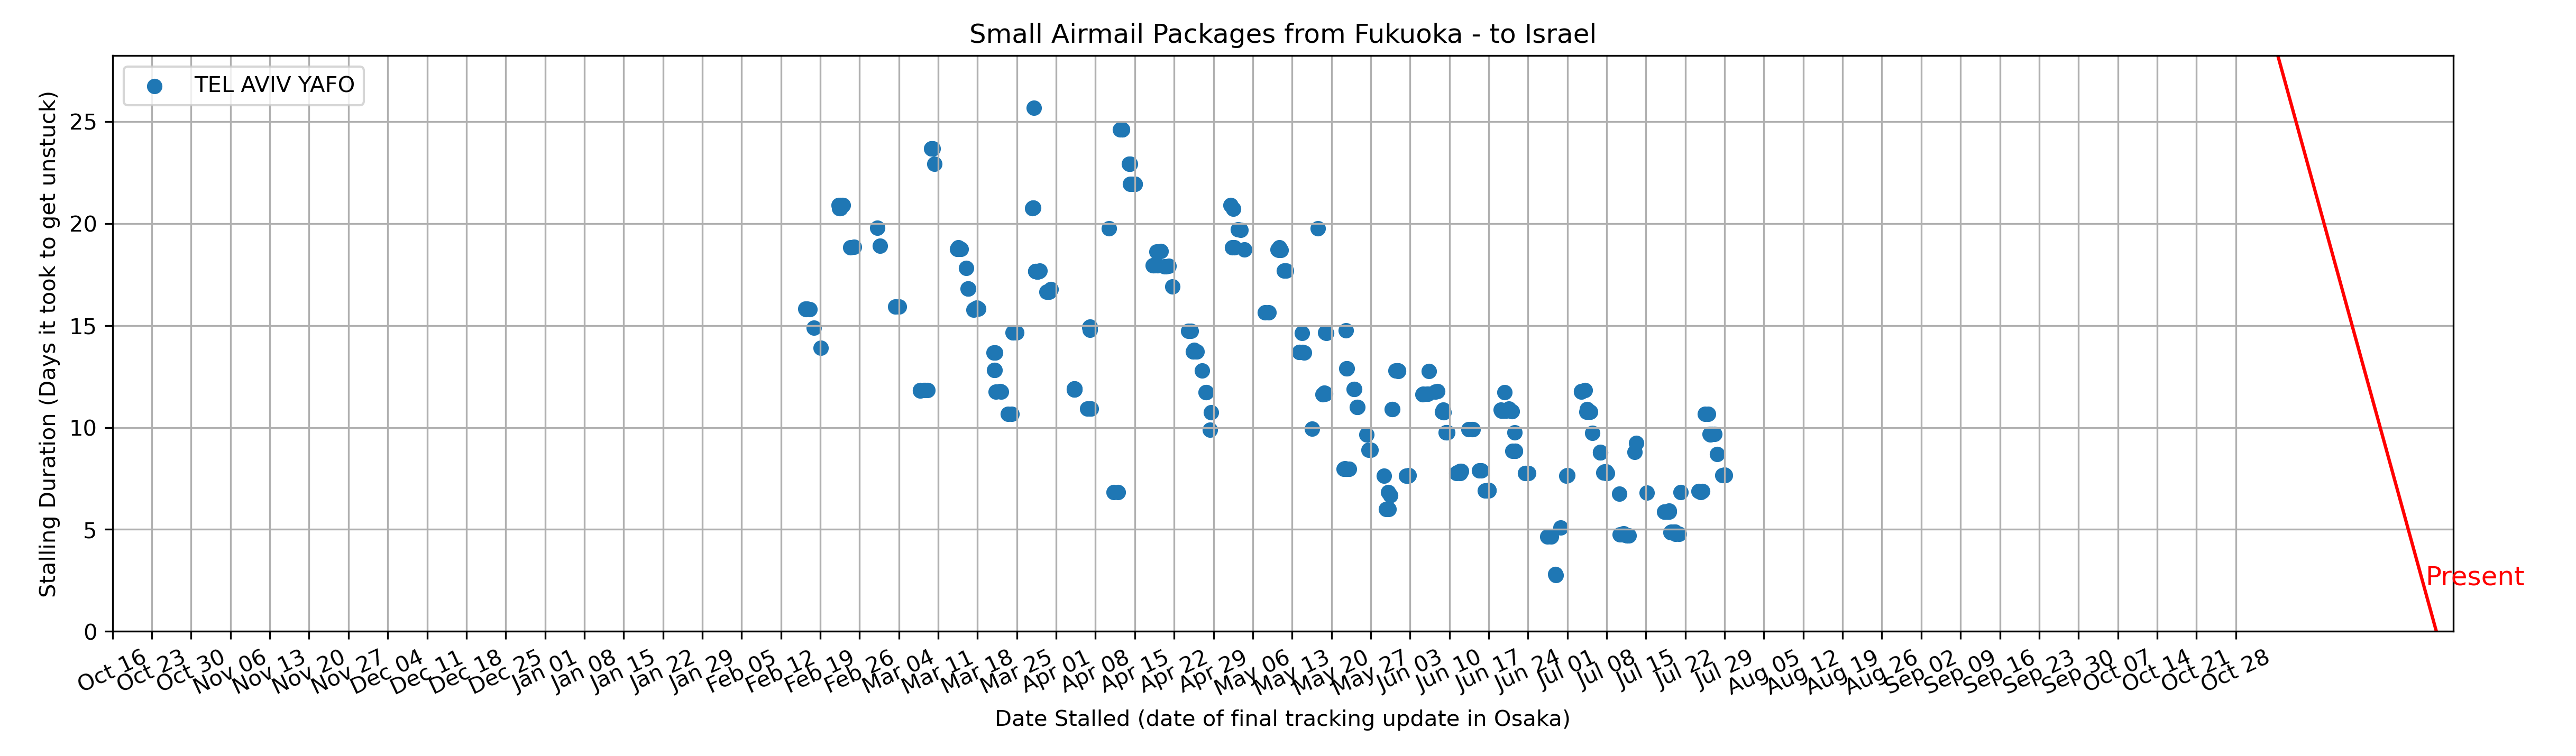 Small Airmail Packages from Fukuoka - to Israel
TEL AVIV YAFO
Stalling Duration (Days it took to get unstuck)
25
20
15
10
5
0
Present
Oct 16
Oct 23
Oct 30
Nov 06
Nov 13
Nov 20
Nov 27
Dec 04
Dec 11
Dec 18
Dec 25
Jan 01
Jan 08
Jan 15
Jan 22
Jan 29
Feb 05
Feb 12
Feb 19
Feb 26
Mar 04
Mar 11
Mar 18
Mar 25
Apr 01
Apr 08
Apr 15
Apr 22
Apr 29
May 06
May 13
May 20
May 27
Jun 03
Jun 10
Jun 17
Jun 24
Jul 01
Jul 08
Jul 15
Jul 22
Jul 29
Aug 05
Aug 12
Aug 19
Aug 26
Sep 02
Sep 09
Sep 16
Sep 23
Sep 30
Oct 07
Oct 14
Oct 21
Oct 28
Date Stalled (date of final tracking update in Osaka)